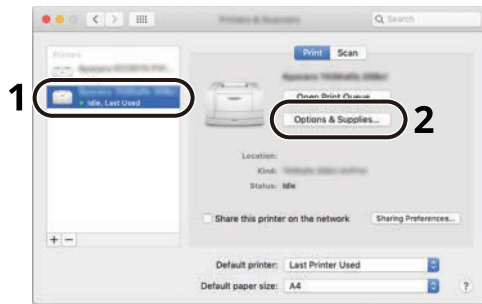 Search
Print Scan
1
Idle, Last Used
Open Print Queue
Options & Supplies...
2
Location:
Kind:
Status: Idle
Share this printer on the network
Sharing Preferences...
+ −
Default printer: Last Printer Used
Default paper size: A4
?